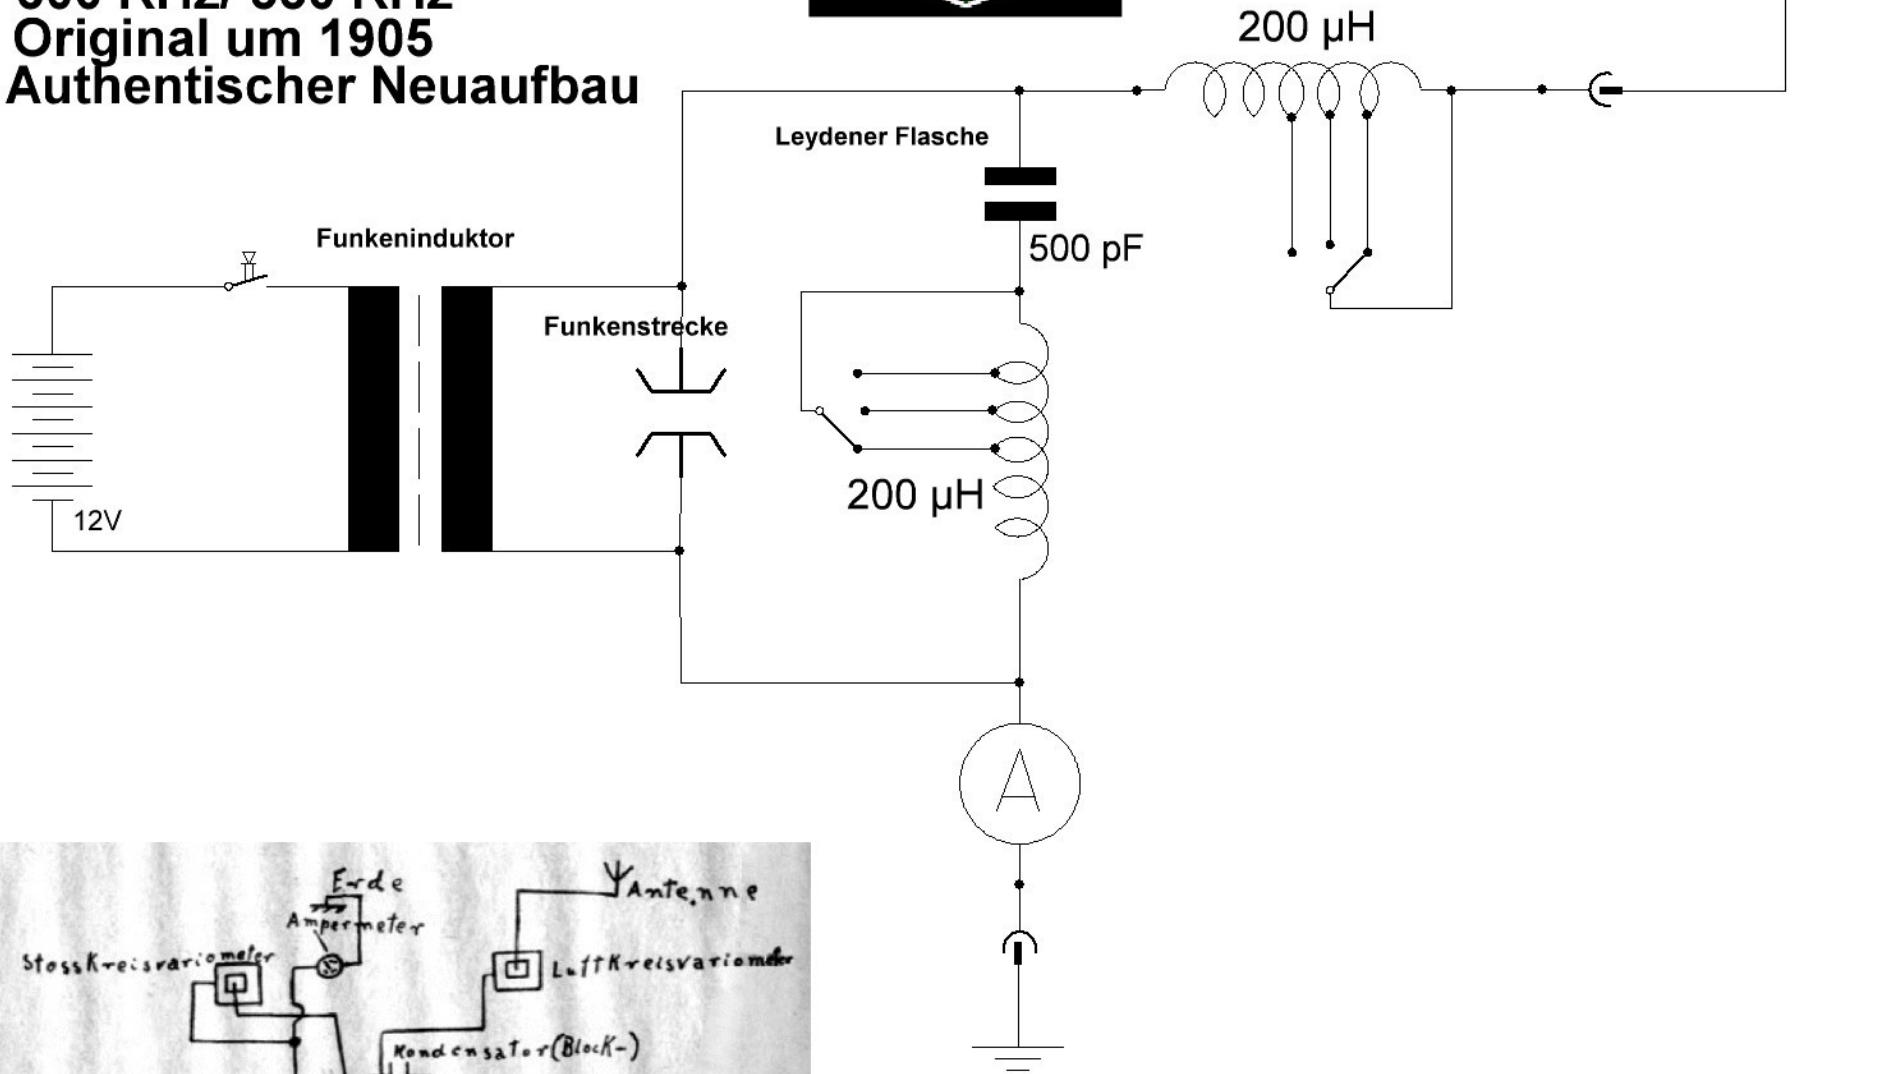 Original um 1905
Authentischer Neuaufbau
200 µH
Leydener Flasche
500 pF
Funkeninduktor
Funkenstrecke
12V
200 µH
A
Erde
Antenne
Ampermeter
Stosskreisvariometer
Luftkreisvariometer
Kondensator (Block-)